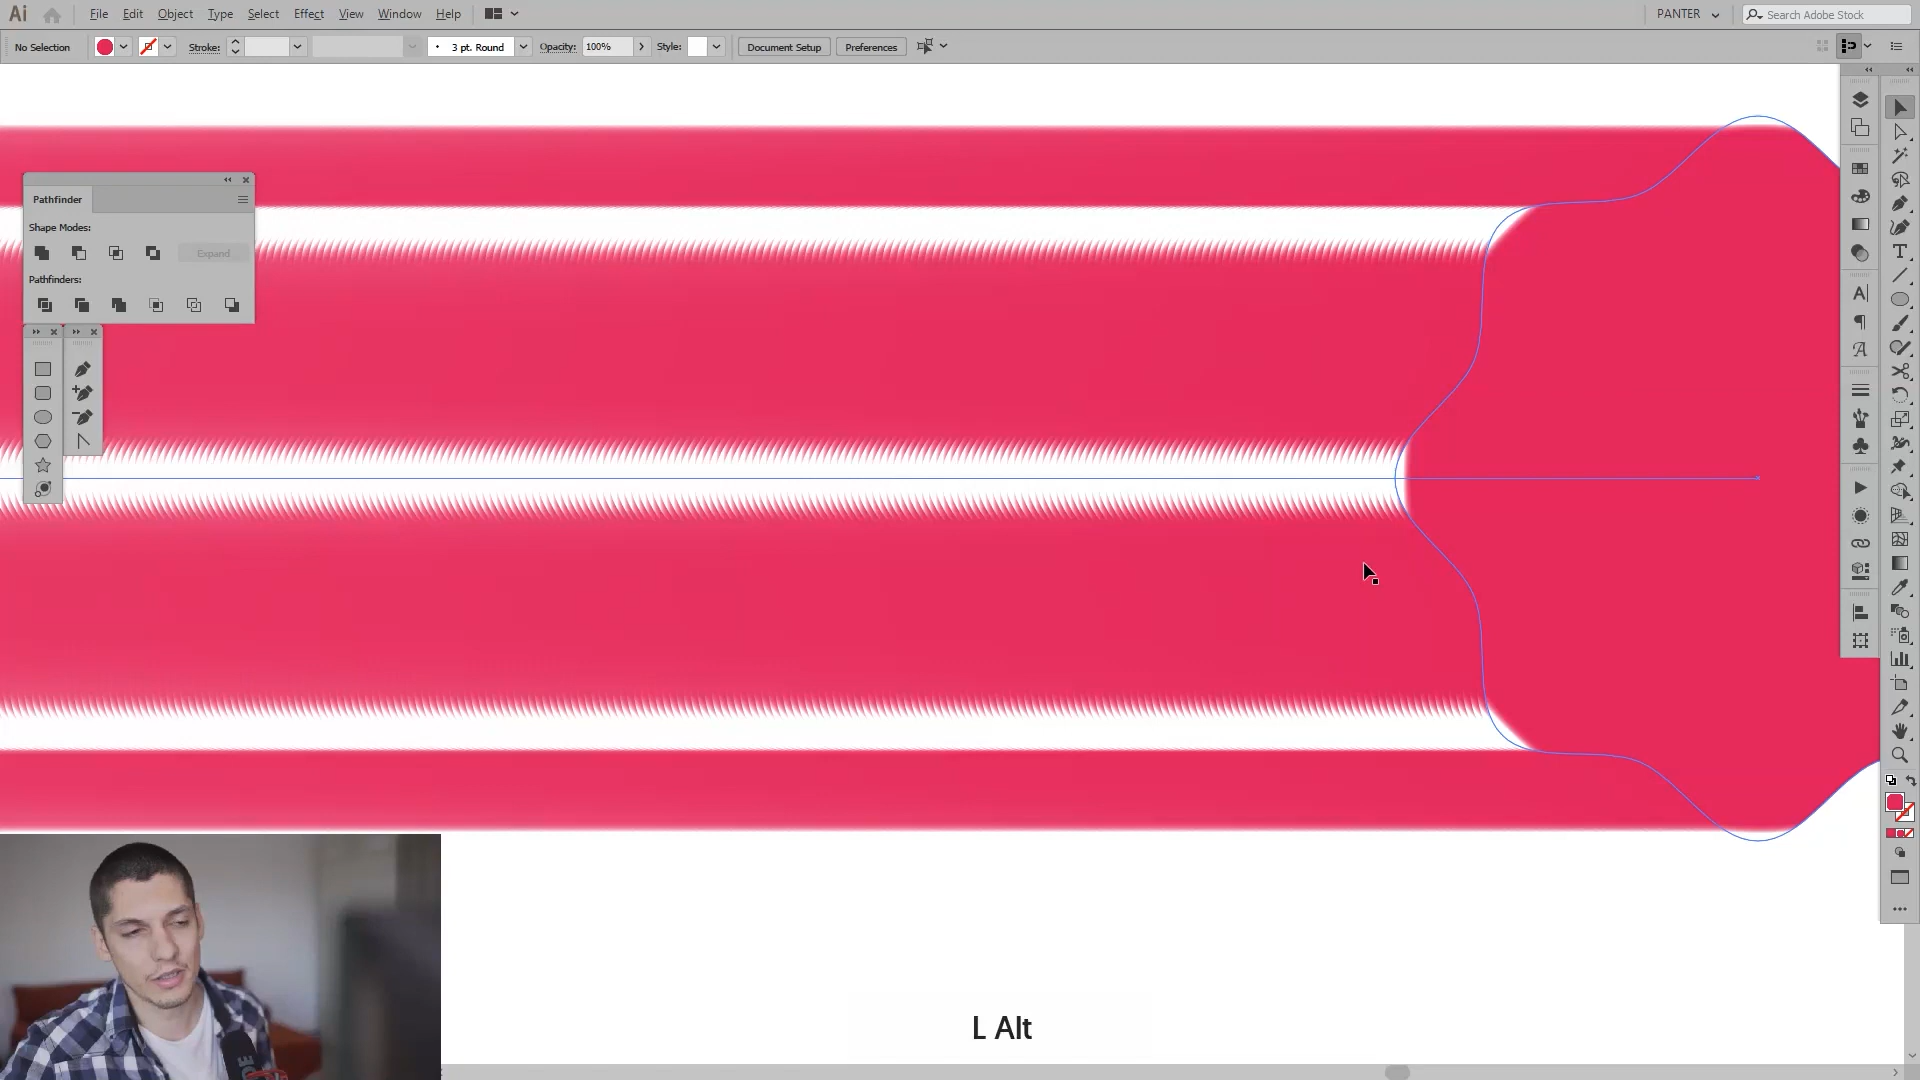 Ai File Edit Object Type Select Effect View Window Help PANTER Search Adobe Stock
No Selection Stroke: 3 pt. Round Opacity: 100% Style: Document Setup Preferences
Pathfinder
Shape Modes:
Expand
Pathfinders:
L Alt